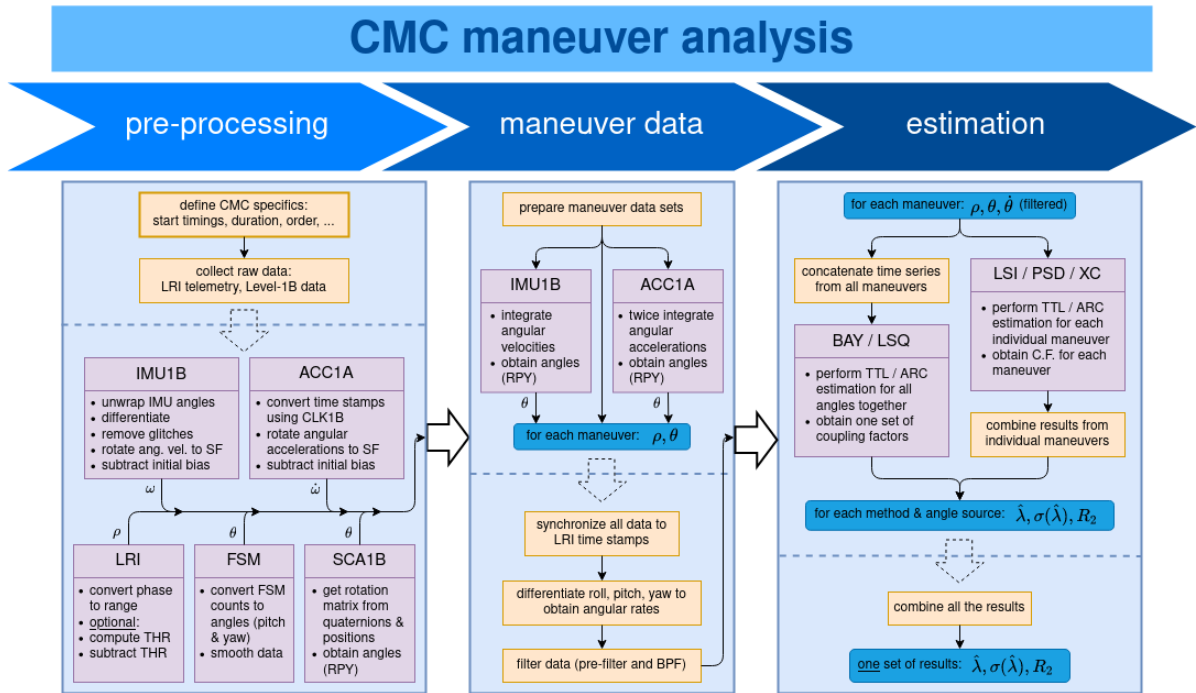 CMC maneuver analysis
pre-processing
maneuver data
estimation
define CMC specifics:
start timings, duration, order, ...
collect raw data:
LRI telemetry, Level-1B data
IMU1B
• unwrap IMU angles
• differentiate
• remove glitches
• rotate ang. vel. to SF
• subtract initial bias
ω
ACC1A
• convert time stamps
using CLK1B
• rotate angular
accelerations to SF
• subtract initial bias
ω̇
ρ
θ
θ
LRI
• convert phase
to range
• optional:
• compute THR
• subtract THR
FSM
• convert FSM
counts to
angles (pitch
& yaw)
• smooth data
SCA1B
• get rotation
matrix from
quaternions &
positions
• obtain angles
(RPY)
prepare maneuver data sets
IMU1B
• integrate
angular
velocities
• obtain angles
(RPY)
θ
ACC1A
• twice integrate
angular
accelerations
• obtain angles
(RPY)
θ
for each maneuver: ρ, θ
synchronize all data to
LRI time stamps
differentiate roll, pitch, yaw to
obtain angular rates
filter data (pre-filter and BPF)
for each maneuver: ρ, θ, θ̇ (filtered)
concatenate time series
from all maneuvers
BAY / LSQ
• perform TTL / ARC
estimation for all
angles together
• obtain one set of
coupling factors
LSI / PSD / XC
• perform TTL / ARC
estimation for each
individual maneuver
• obtain C.F. for each
maneuver
combine results from
individual maneuvers
for each method & angle source: λ̂, σ(λ̂), R₂
combine all the results
one set of results: λ̂, σ(λ̂), R₂